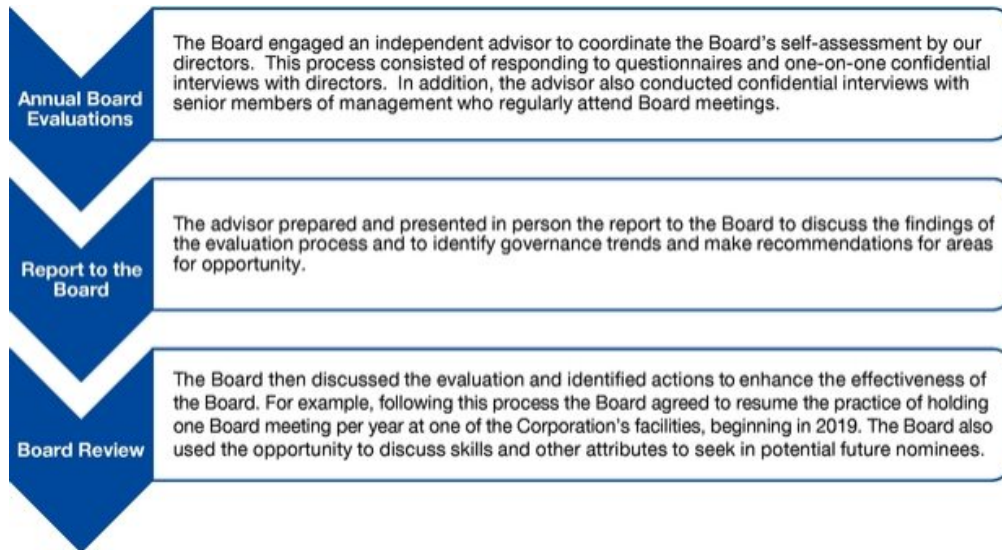 Annual Board
Evaluations
The Board engaged an independent advisor to coordinate the Board's self-assessment by our
directors.  This process consisted of responding to questionnaires and one-on-one confidential
interviews with directors.  In addition, the advisor also conducted confidential interviews with
senior members of management who regularly attend Board meetings.
Report to the
Board
The advisor prepared and presented in person the report to the Board to discuss the findings of
the evaluation process and to identify governance trends and make recommendations for areas
for opportunity.
Board Review
The Board then discussed the evaluation and identified actions to enhance the effectiveness of
the Board. For example, following this process the Board agreed to resume the practice of holding
one Board meeting per year at one of the Corporation's facilities, beginning in 2019. The Board also
used the opportunity to discuss skills and other attributes to seek in potential future nominees.